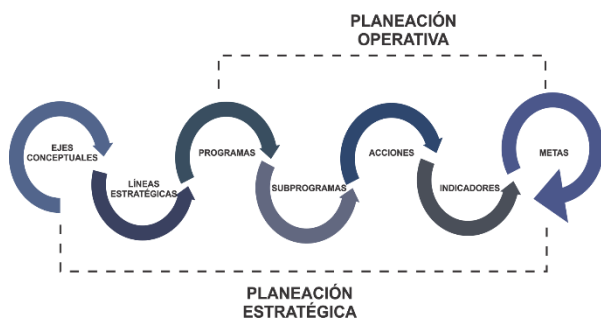 PLANEACIÓN
OPERATIVA
EJES
CONCEPTUALES
LÍNEAS
ESTRATÉGICAS
PROGRAMAS
SUBPROGRAMAS
ACCIONES
INDICADORES
METAS
PLANEACIÓN
ESTRATÉGICA